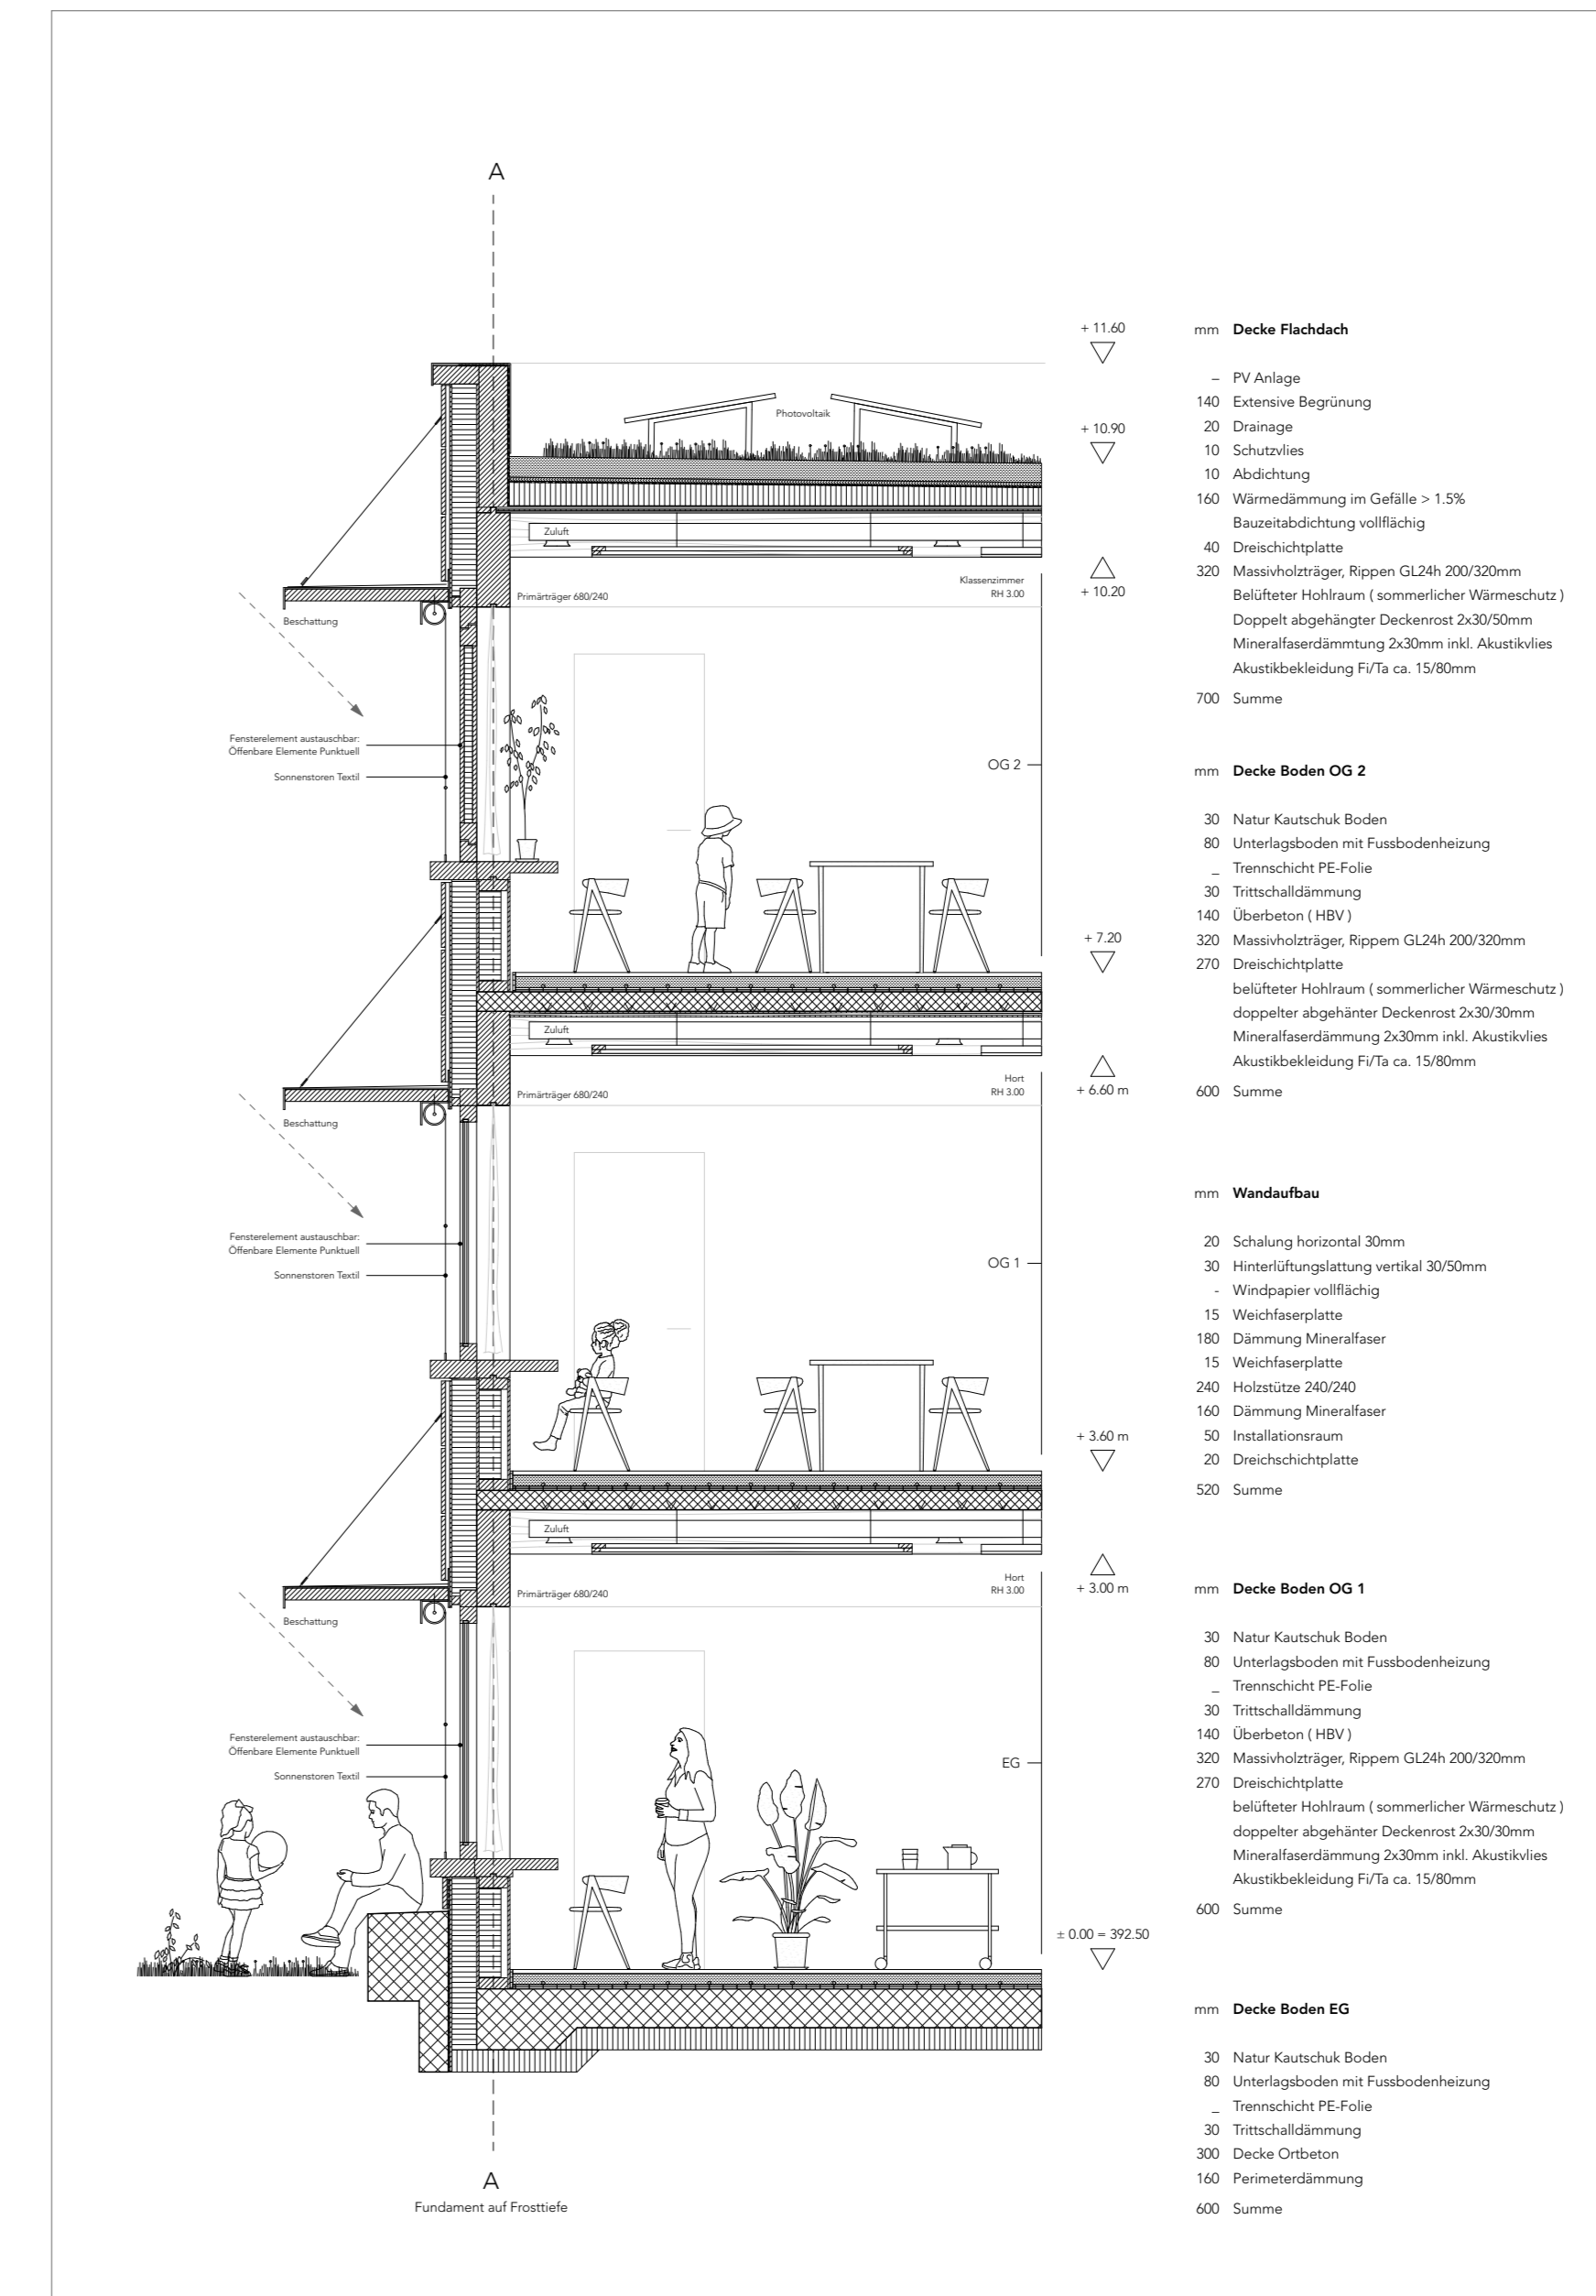 A
Photovoltaik
Zuluft
Klassenzimmer
RH 3.00
Primärträger 680/240
Beschattung
Fensterelement austauschbar:
Öffenbare Elemente Punktuell
Sonnenstoren Textil
OG 2
Zuluft
Hort
RH 3.00
Primärträger 680/240
Beschattung
Fensterelement austauschbar:
Öffenbare Elemente Punktuell
Sonnenstoren Textil
OG 1
Zuluft
Hort
RH 3.00
Primärträger 680/240
Beschattung
Fensterelement austauschbar:
Öffenbare Elemente Punktuell
Sonnenstoren Textil
EG
A
Fundament auf Frosttiefe
+ 11.60
+ 10.90
+ 10.20
+ 7.20
+ 6.60 m
+ 3.60 m
+ 3.00 m
± 0.00 = 392.50
mm Decke Flachdach
– PV Anlage
140 Extensive Begrünung
20 Drainage
10 Schutzvlies
10 Abdichtung
160 Wärmedämmung im Gefälle > 1.5%
Bauzeitabdichtung vollflächig
40 Dreischichtplatte
320 Massivholzträger, Rippen GL24h 200/320mm
Belüfteter Hohlraum ( sommerlicher Wärmeschutz )
Doppelt abgehängter Deckenrost 2x30/50mm
Mineralfaserdämmtung 2x30mm inkl. Akustikvlies
Akustikbekleidung Fi/Ta ca. 15/80mm
700 Summe
mm Decke Boden OG 2
30 Natur Kautschuk Boden
80 Unterlagsboden mit Fussbodenheizung
_ Trennschicht PE-Folie
30 Trittschalldämmung
140 Überbeton ( HBV )
320 Massivholzträger, Rippem GL24h 200/320mm
270 Dreischichtplatte
belüfteter Hohlraum ( sommerlicher Wärmeschutz )
doppelter abgehänter Deckenrost 2x30/30mm
Mineralfaserdämmung 2x30mm inkl. Akustikvlies
Akustikbekleidung Fi/Ta ca. 15/80mm
600 Summe
mm Wandaufbau
20 Schalung horizontal 30mm
30 Hinterlüftungslattung vertikal 30/50mm
- Windpapier vollflächig
15 Weichfaserplatte
180 Dämmung Mineralfaser
15 Weichfaserplatte
240 Holzstütze 240/240
160 Dämmung Mineralfaser
50 Installationsraum
20 Dreichschichtplatte
520 Summe
mm Decke Boden OG 1
30 Natur Kautschuk Boden
80 Unterlagsboden mit Fussbodenheizung
_ Trennschicht PE-Folie
30 Trittschalldämmung
140 Überbeton ( HBV )
320 Massivholzträger, Rippem GL24h 200/320mm
270 Dreischichtplatte
belüfteter Hohlraum ( sommerlicher Wärmeschutz )
doppelter abgehänter Deckenrost 2x30/30mm
Mineralfaserdämmung 2x30mm inkl. Akustikvlies
Akustikbekleidung Fi/Ta ca. 15/80mm
600 Summe
mm Decke Boden EG
30 Natur Kautschuk Boden
80 Unterlagsboden mit Fussbodenheizung
_ Trennschicht PE-Folie
30 Trittschalldämmung
300 Decke Ortbeton
160 Perimeterdämmung
600 Summe